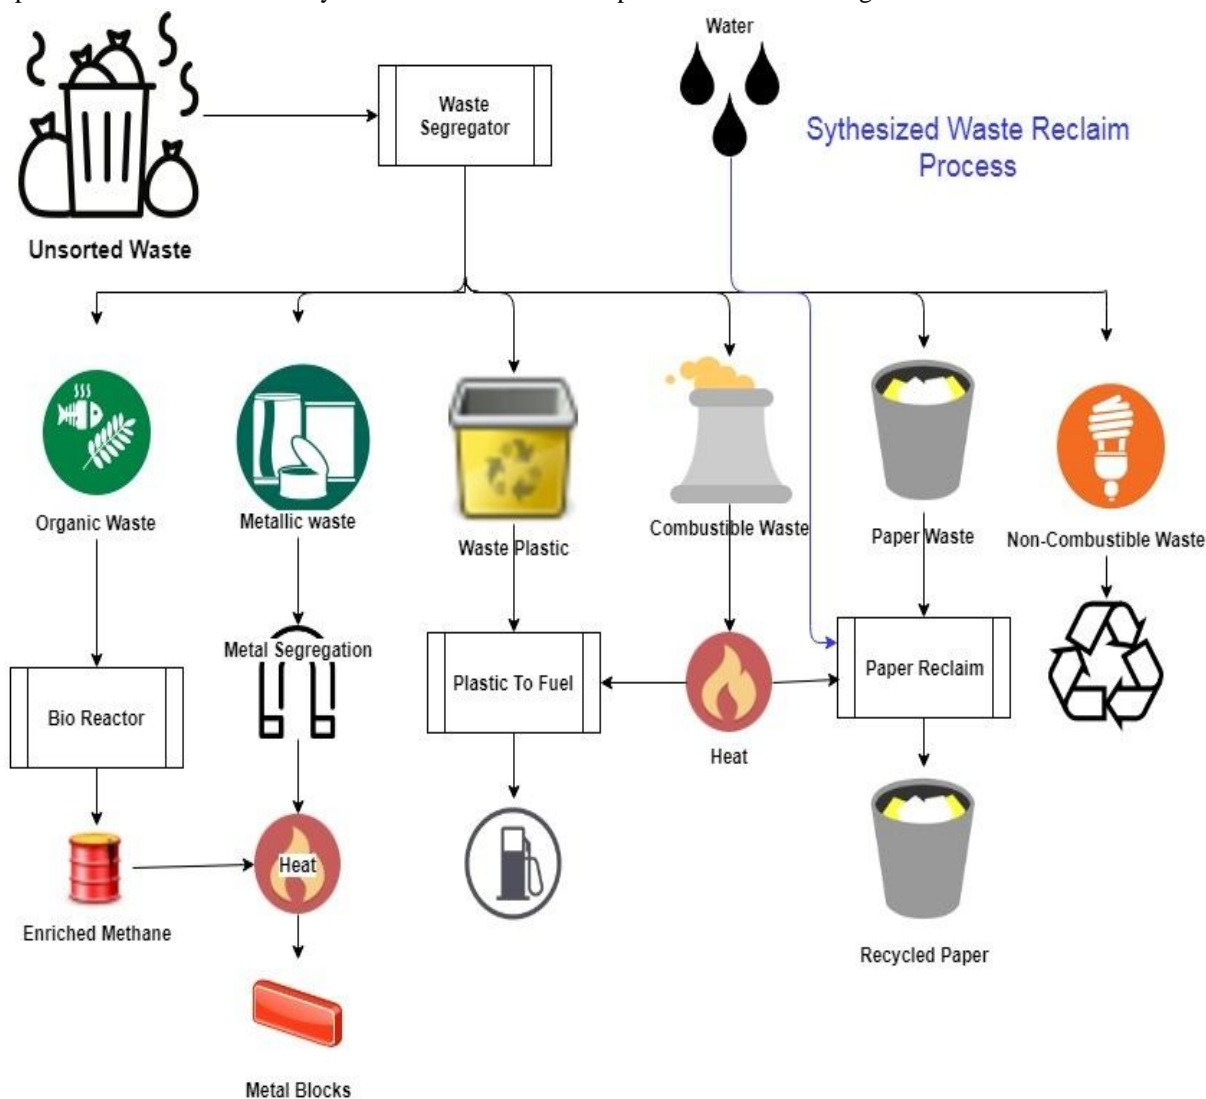 Water
Waste
Segregator
Sythesized Waste Reclaim
Process
Unsorted Waste
Organic Waste
Metallic waste
Waste Plastic
Combustible Waste
Paper Waste
Non-Combustible Waste
Metal Segregation
Bio Reactor
Plastic To Fuel
Heat
Paper Reclaim
Heat
Enriched Methane
Recycled Paper
Metal Blocks